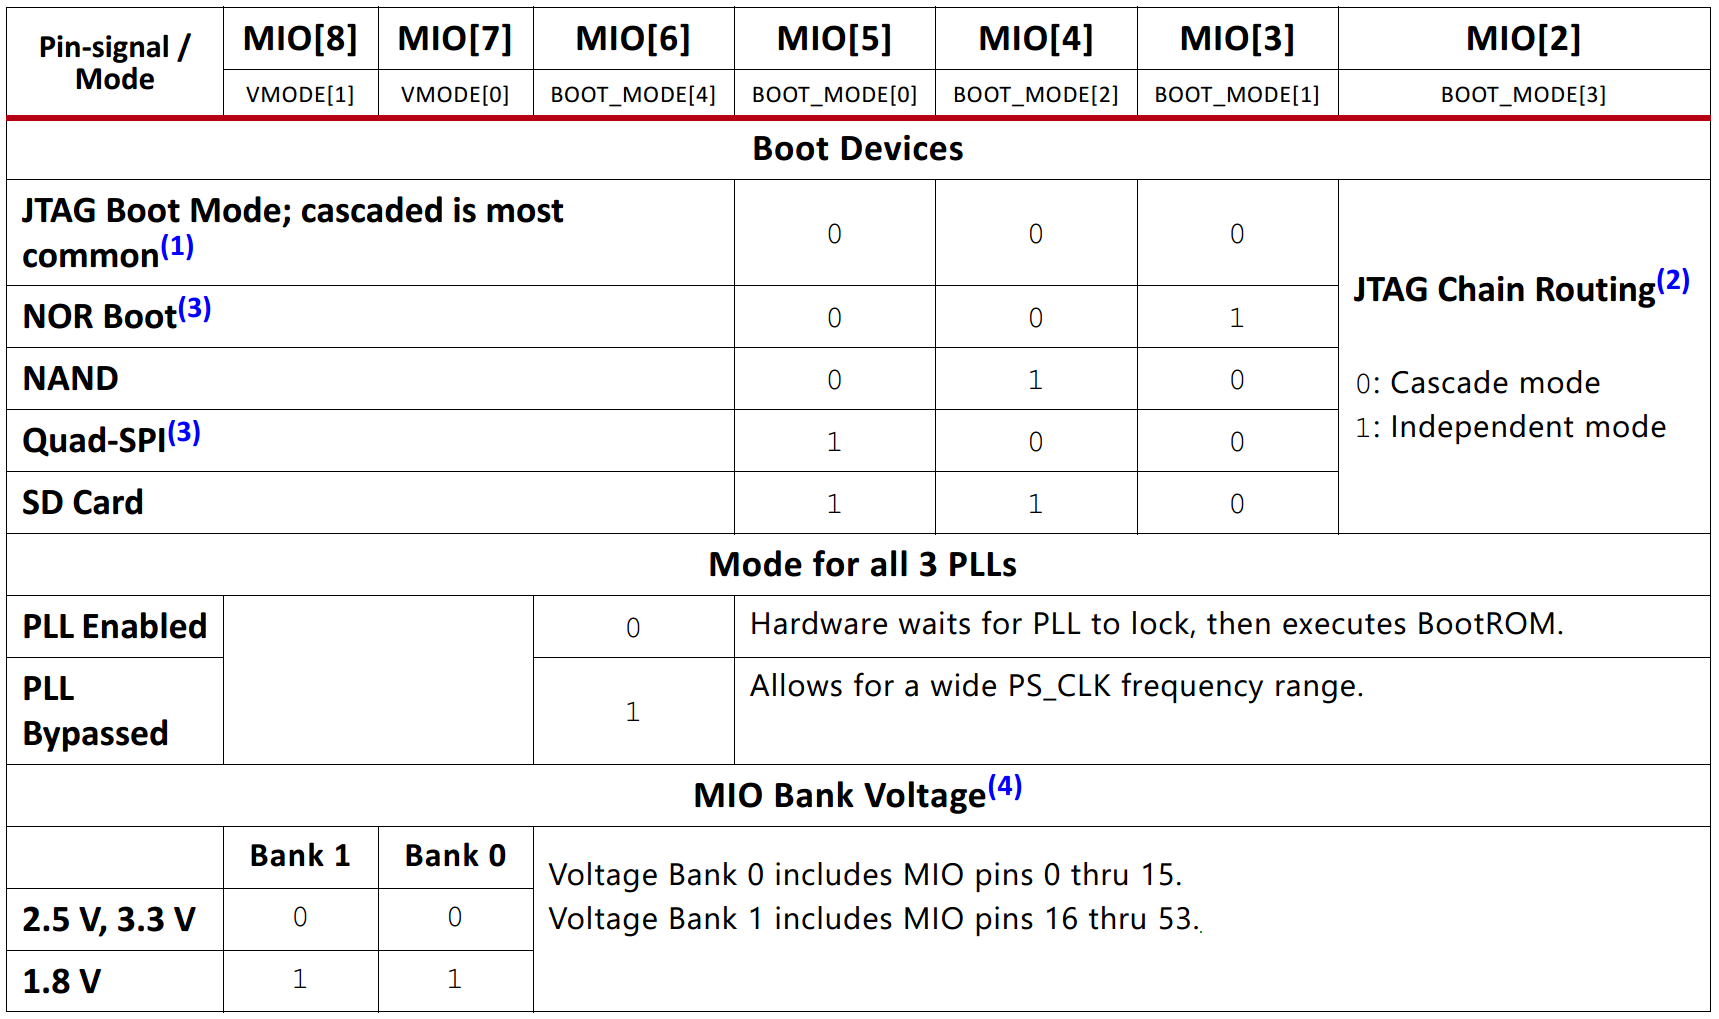 Pin-signal / Mode MIO[8] MIO[7] MIO[6] MIO[5] MIO[4] MIO[3] MIO[2]
VMODE[1] VMODE[0] BOOT_MODE[4] BOOT_MODE[0] BOOT_MODE[2] BOOT_MODE[1] BOOT_MODE[3]
Boot Devices
JTAG Boot Mode; cascaded is most
common(1) 0 0 0
NOR Boot(3) 0 0 1
NAND 0 1 0
Quad-SPI(3) 1 0 0
SD Card 1 1 0
JTAG Chain Routing(2)
0: Cascade mode
1: Independent mode
Mode for all 3 PLLs
PLL Enabled 0 Hardware waits for PLL to lock, then executes BootROM.
PLL
Bypassed 1 Allows for a wide PS_CLK frequency range.
MIO Bank Voltage(4)
Bank 1 Bank 0
2.5 V, 3.3 V 0 0
1.8 V 1 1
Voltage Bank 0 includes MIO pins 0 thru 15.
Voltage Bank 1 includes MIO pins 16 thru 53.